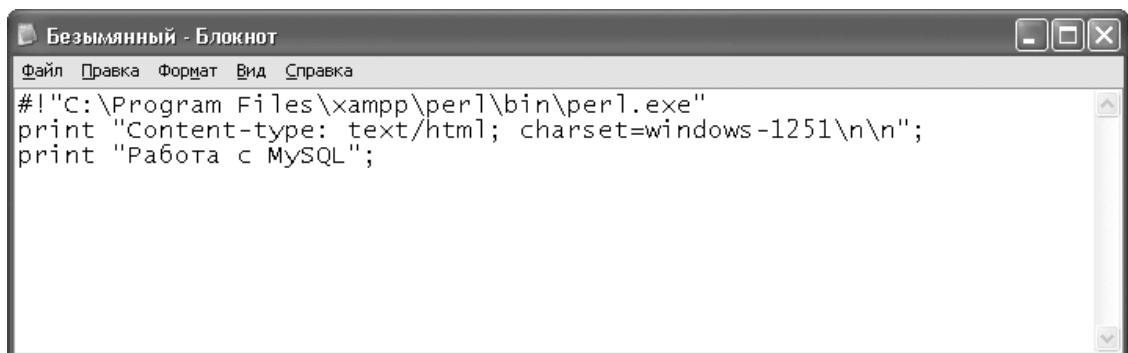 Безымянный - Блокнот
Файл Правка Формат Вид Справка
#!"C:\Program Files\xampp\perl\bin\perl.exe"
print "Content-type: text/html; charset=windows-1251\n\n";
print "Работа с MySQL";